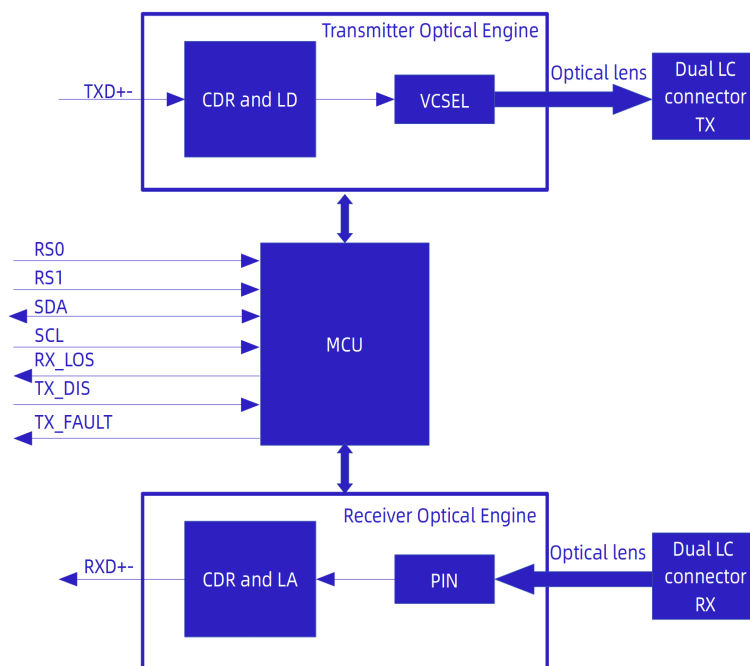 Transmitter Optical Engine
TXD+-
CDR and LD
VCSEL
Optical lens
Dual LC
connector
TX
RS0
RS1
SDA
SCL
RX_LOS
TX_DIS
TX_FAULT
MCU
Receiver Optical Engine
RXD+-
CDR and LA
PIN
Optical lens
Dual LC
connector
RX